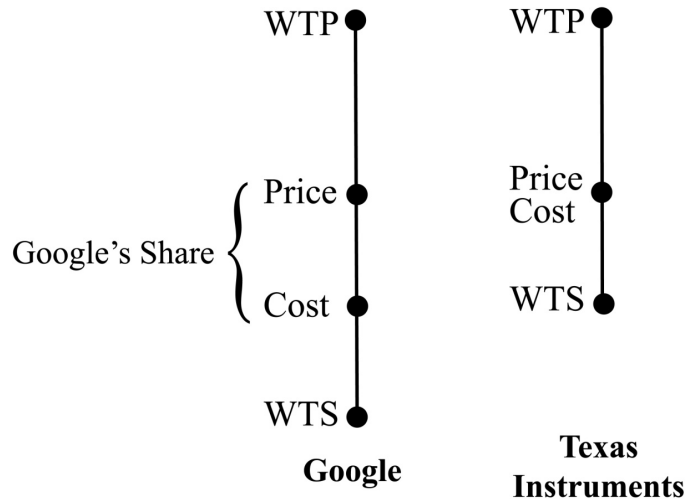 WTP
Price
Google's Share
Cost
WTS
Google
WTP
Price
Cost
WTS
Texas
Instruments